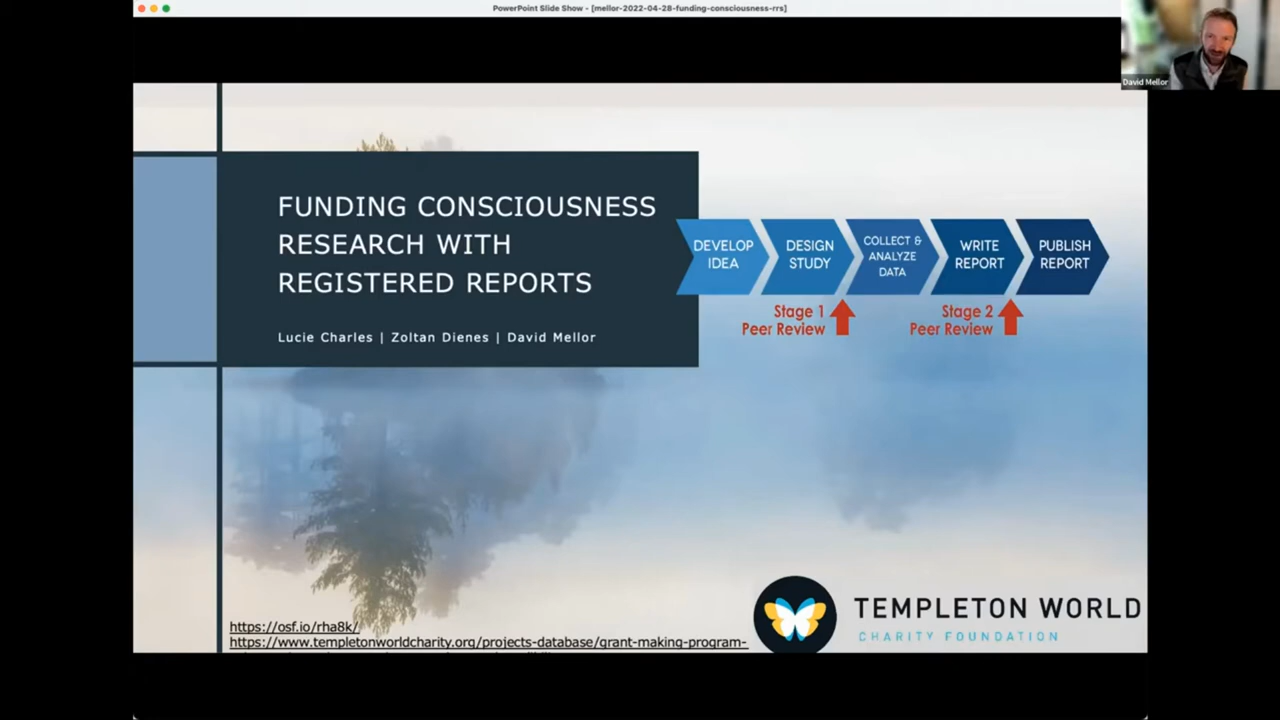 PowerPoint Slide Show - [mellor-2022-04-28-funding-consciousness-rrs]
David Mellor
FUNDING CONSCIOUSNESS
RESEARCH WITH
REGISTERED REPORTS
Lucie Charles | Zoltan Dienes | David Mellor
DEVELOP
IDEA
DESIGN
STUDY
COLLECT &
ANALYZE
DATA
WRITE
REPORT
PUBLISH
REPORT
Stage 1
Peer Review
Stage 2
Peer Review
https://osf.io/rha8k/
https://www.templetonworldcharity.org/projects-database/grant-making-program-
TEMPLETON WORLD
CHARITY FOUNDATION